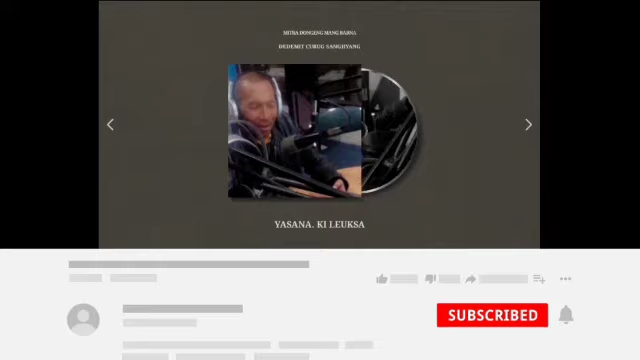 MITRA DONGENG MANG BARNA
DEDEMIT CURUG SANGHYANG
YASANA. KI LEUKSA
SUBSCRIBED